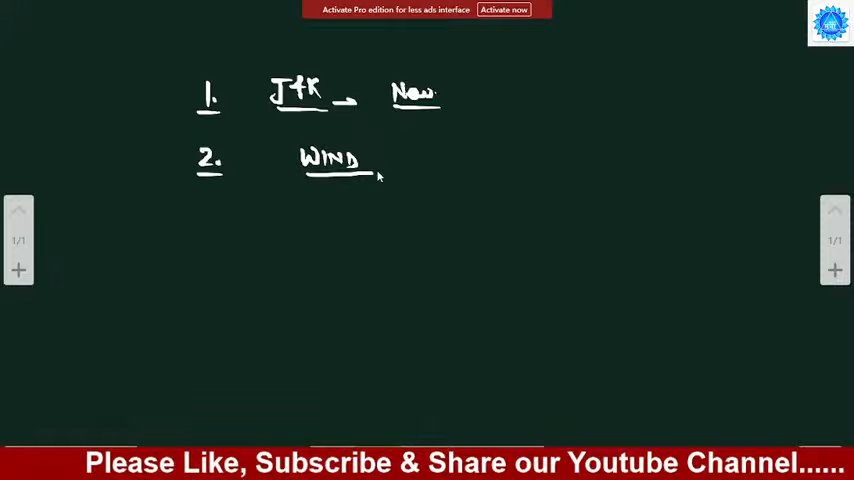 Activate Pro edition for less ads interface Activate now
1. J&K → Nov.
2. WIND
1/1
1/1
Please Like, Subscribe & Share our Youtube Channel......